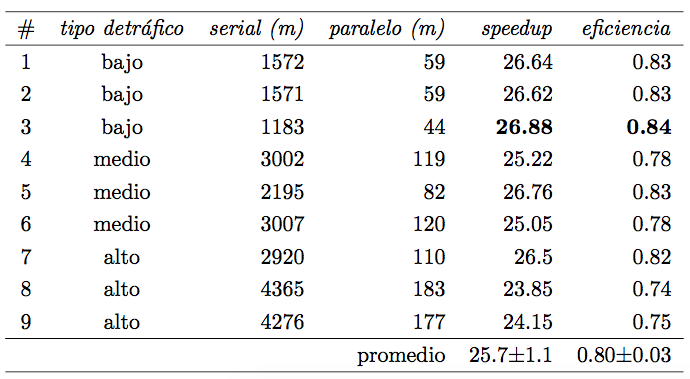 # tipo detráfico serial (m) paralelo (m) speedup eficiencia
1 bajo 1572 59 26.64 0.83
2 bajo 1571 59 26.62 0.83
3 bajo 1183 44 26.88 0.84
4 medio 3002 119 25.22 0.78
5 medio 2195 82 26.76 0.83
6 medio 3007 120 25.05 0.78
7 alto 2920 110 26.5 0.82
8 alto 4365 183 23.85 0.74
9 alto 4276 177 24.15 0.75
promedio 25.7±1.1 0.80±0.03